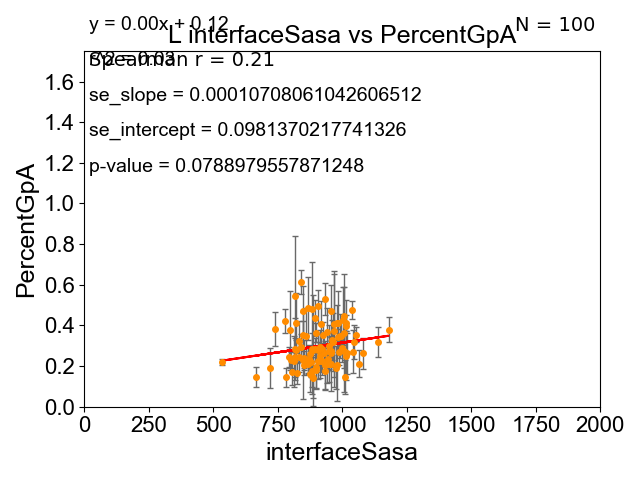 y = 0.00x + 0.12
N = 100
L interfaceSasa vs PercentGpA
Spearman r = 0.21
se_slope = 0.00010708061042606512
se_intercept = 0.0981370217741326
p-value = 0.0788979557871248
PercentGpA
1.6
1.4
1.2
1.0
0.8
0.6
0.4
0.2
0.0
0 250 500 750 1000 1250 1500 1750 2000
interfaceSasa